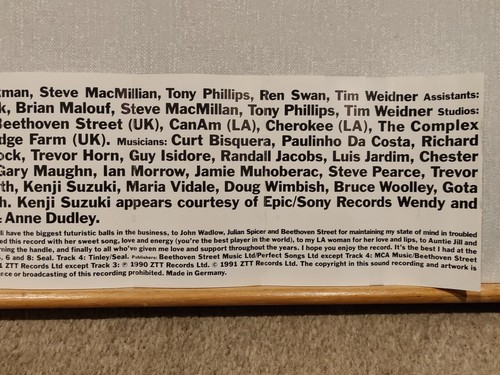 kman, Steve MacMillian, Tony Phillips, Ren Swan, Tim Weidner Assistants:
k, Brian Malouf, Steve MacMillan, Tony Phillips, Tim Weidner Studios:
Beethoven Street (UK), CanAm (LA), Cherokee (LA), The Complex
dge Farm (UK). Musicians: Curt Bisquera, Paulinho Da Costa, Richard
ock, Trevor Horn, Guy Isidore, Randall Jacobs, Luis Jardim, Chester
Gary Maughn, Ian Morrow, Jamie Muhoberac, Steve Pearce, Trevor
th, Kenji Suzuki, Maria Vidale, Doug Wimbish, Bruce Woolley, Gota
h. Kenji Suzuki appears courtesy of Epic/Sony Records Wendy and
& Anne Dudley.
ll have the biggest futuristic balls in the business, to John Wadlow, Julian Spicer and Beethoven Street for maintaining my state of mind in troubled
ed this record with her sweet song, love and energy (you're the best player in the world), to my LA woman for her love and lips, to Auntie Jill and
rning the handle, and finally to all who've given me love and support throughout the years. I hope you enjoy the record. It's the best I had at the
5, 6 and 8: Seal. Track 4: Tinley/Seal. Publishers: Beethoven Street Music Ltd/Perfect Songs Ltd except Track 4: MCA Music/Beethoven Street
1 ZTT Records Ltd except Track 3: ℗ 1990 ZTT Records Ltd. © 1991 ZTT Records Ltd. The copyright in this sound recording and artwork is
iece or broadcasting of this recording prohibited. Made in Germany.